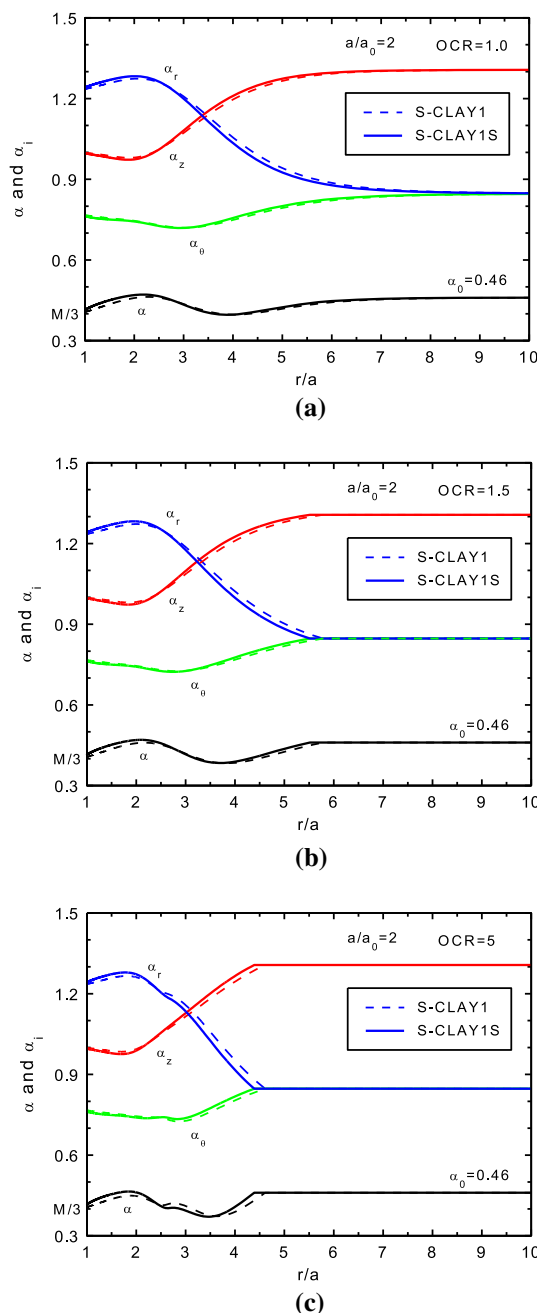 1.5
a/a₀=2 OCR=1.0
αr
1.2
S-CLAY1
S-CLAY1S
αz
α and αi
0.9
αθ
0.6
α₀=0.46
M/3
α
0.3
1 2 3 4 5 6 7 8 9 10
r/a
(a)
1.5
a/a₀=2 OCR=1.5
αr
1.2
S-CLAY1
S-CLAY1S
αz
α and αi
0.9
αθ
0.6
α₀=0.46
M/3
α
0.3
1 2 3 4 5 6 7 8 9 10
r/a
(b)
1.5
a/a₀=2 OCR=5
αr
1.2
S-CLAY1
S-CLAY1S
αz
α and αi
0.9
αθ
0.6
α₀=0.46
M/3
α
0.3
1 2 3 4 5 6 7 8 9 10
r/a
(c)